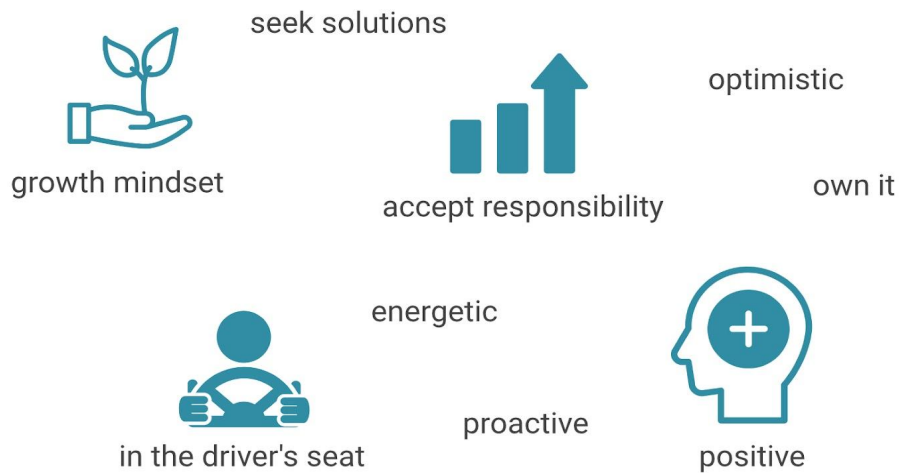 seek solutions
optimistic
growth mindset
own it
accept responsibility
energetic
proactive
in the driver's seat
positive